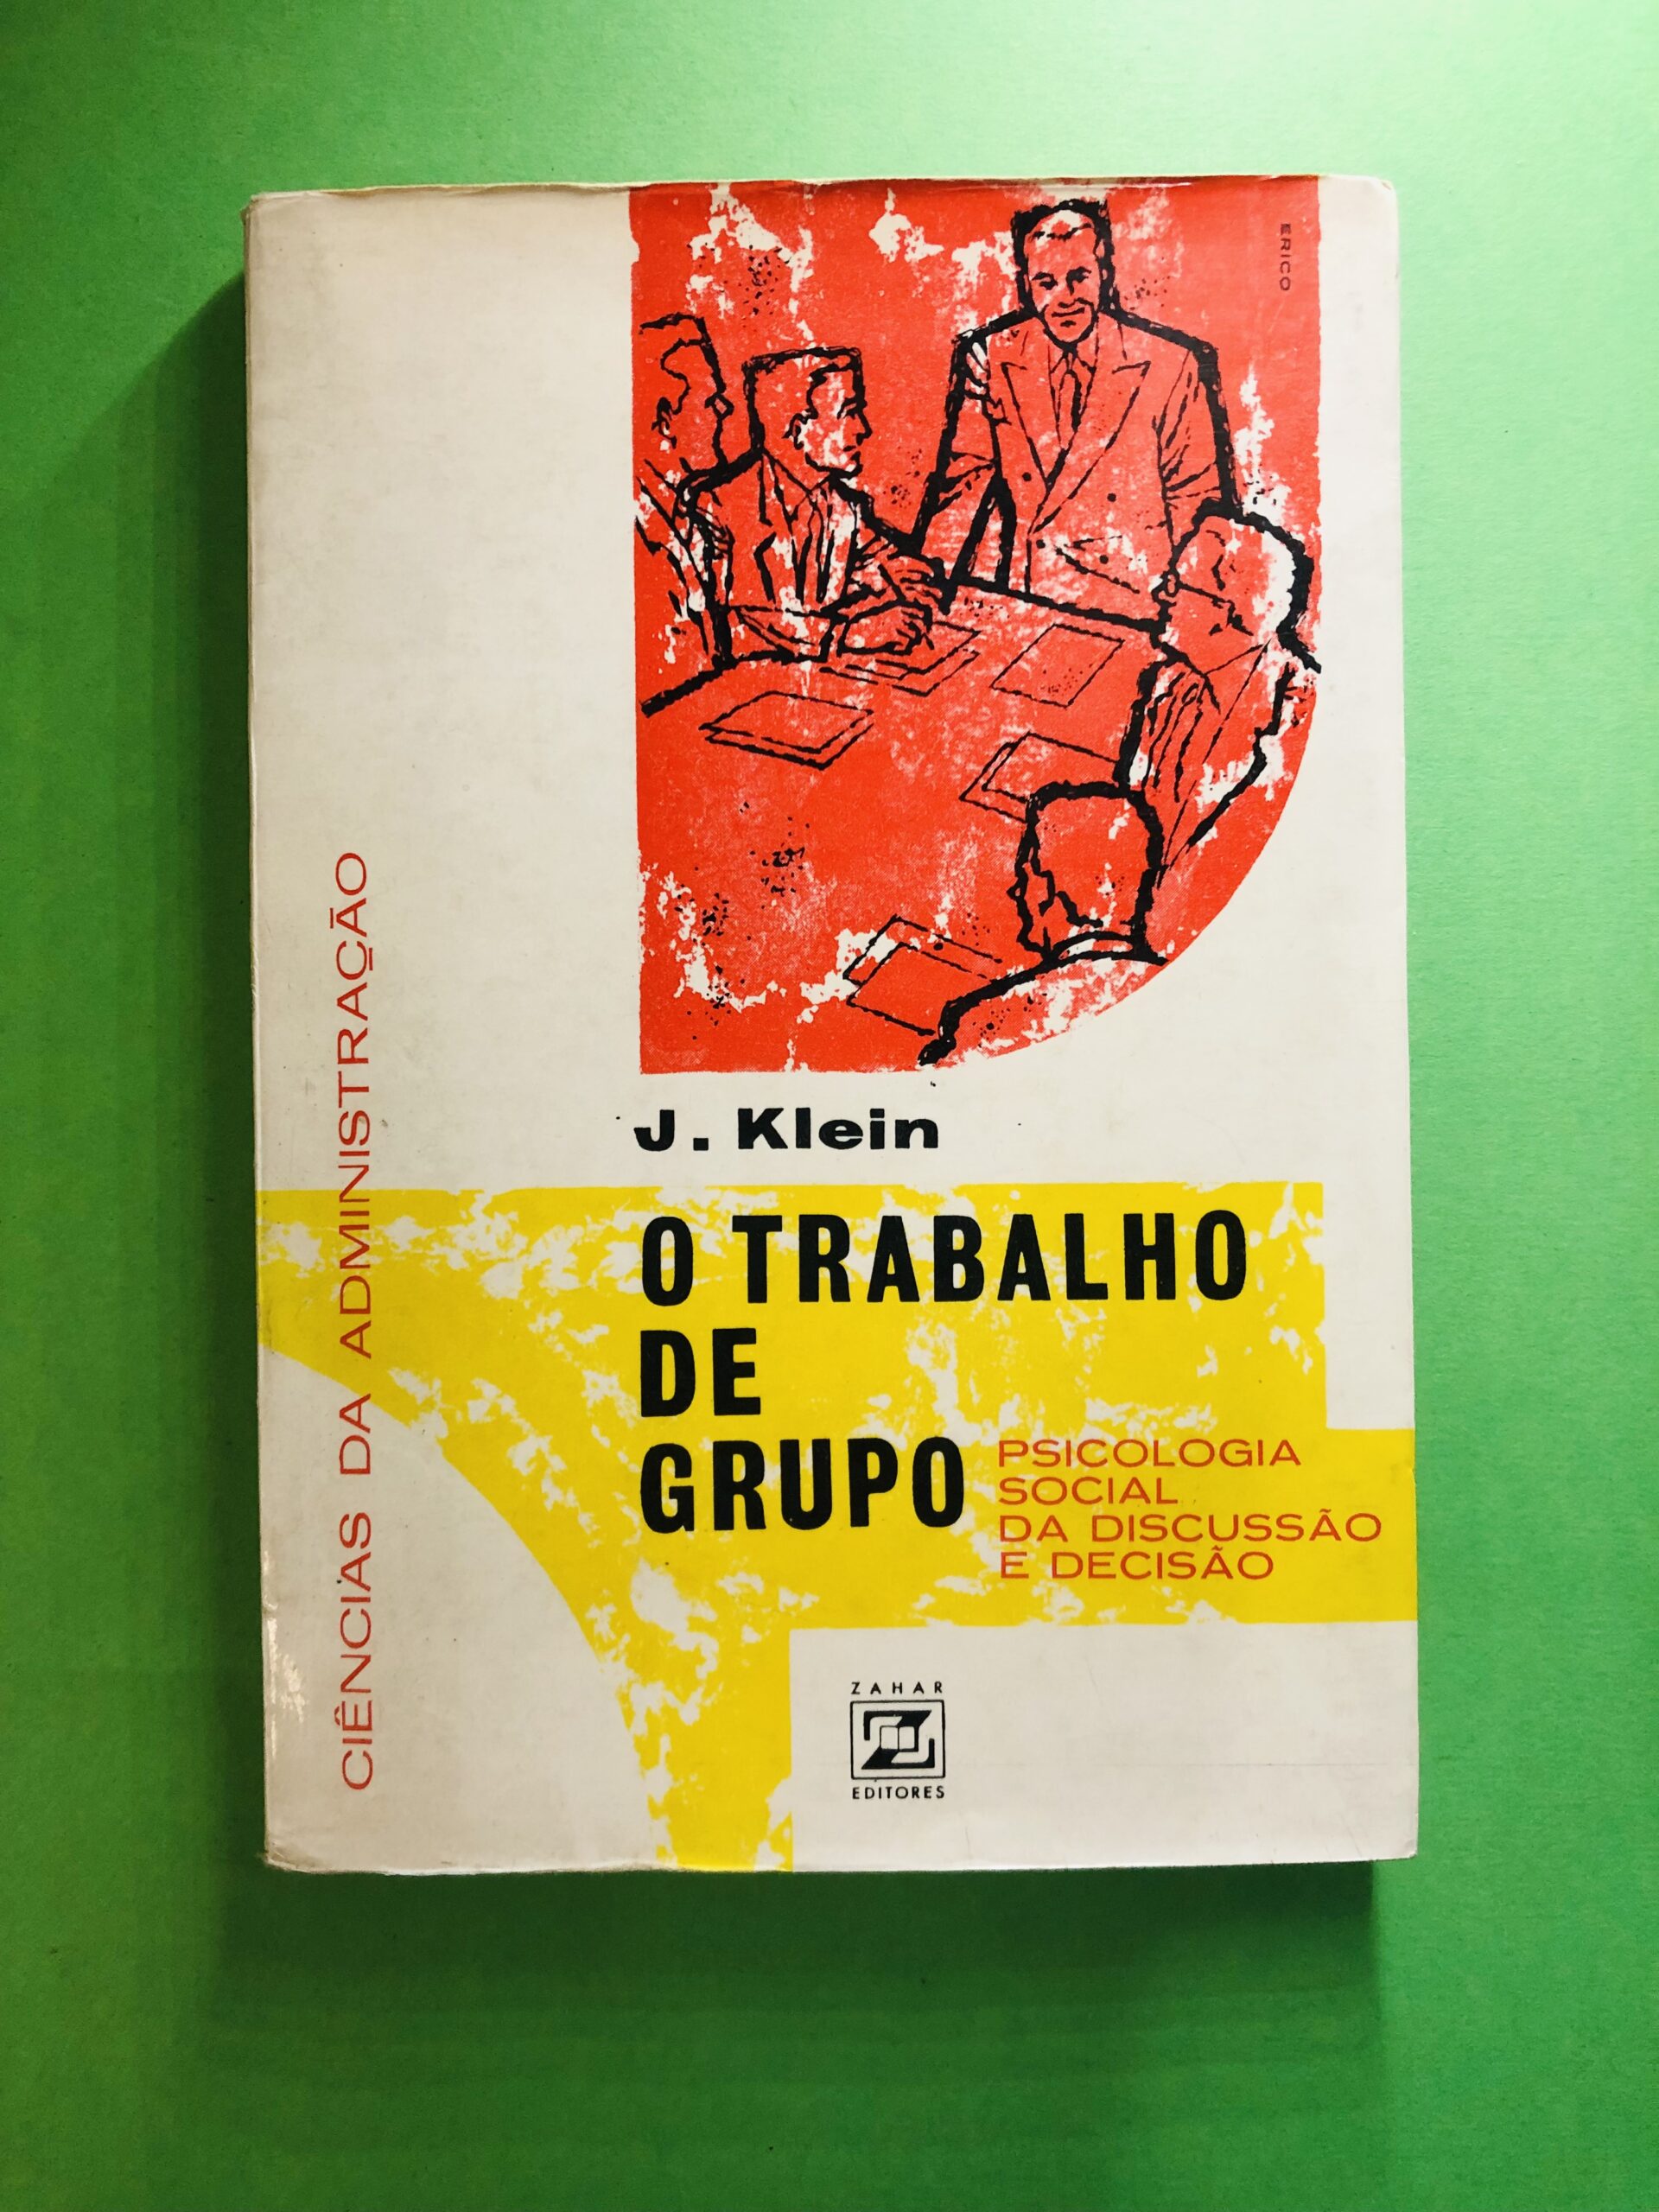 ERICO
J. Klein
O TRABALHO
DE
GRUPO
PSICOLOGIA
SOCIAL
DA DISCUSSÃO
E DECISÃO
CIÊNCIAS DA ADMINISTRAÇÃO
ZAHAR
EDITORES